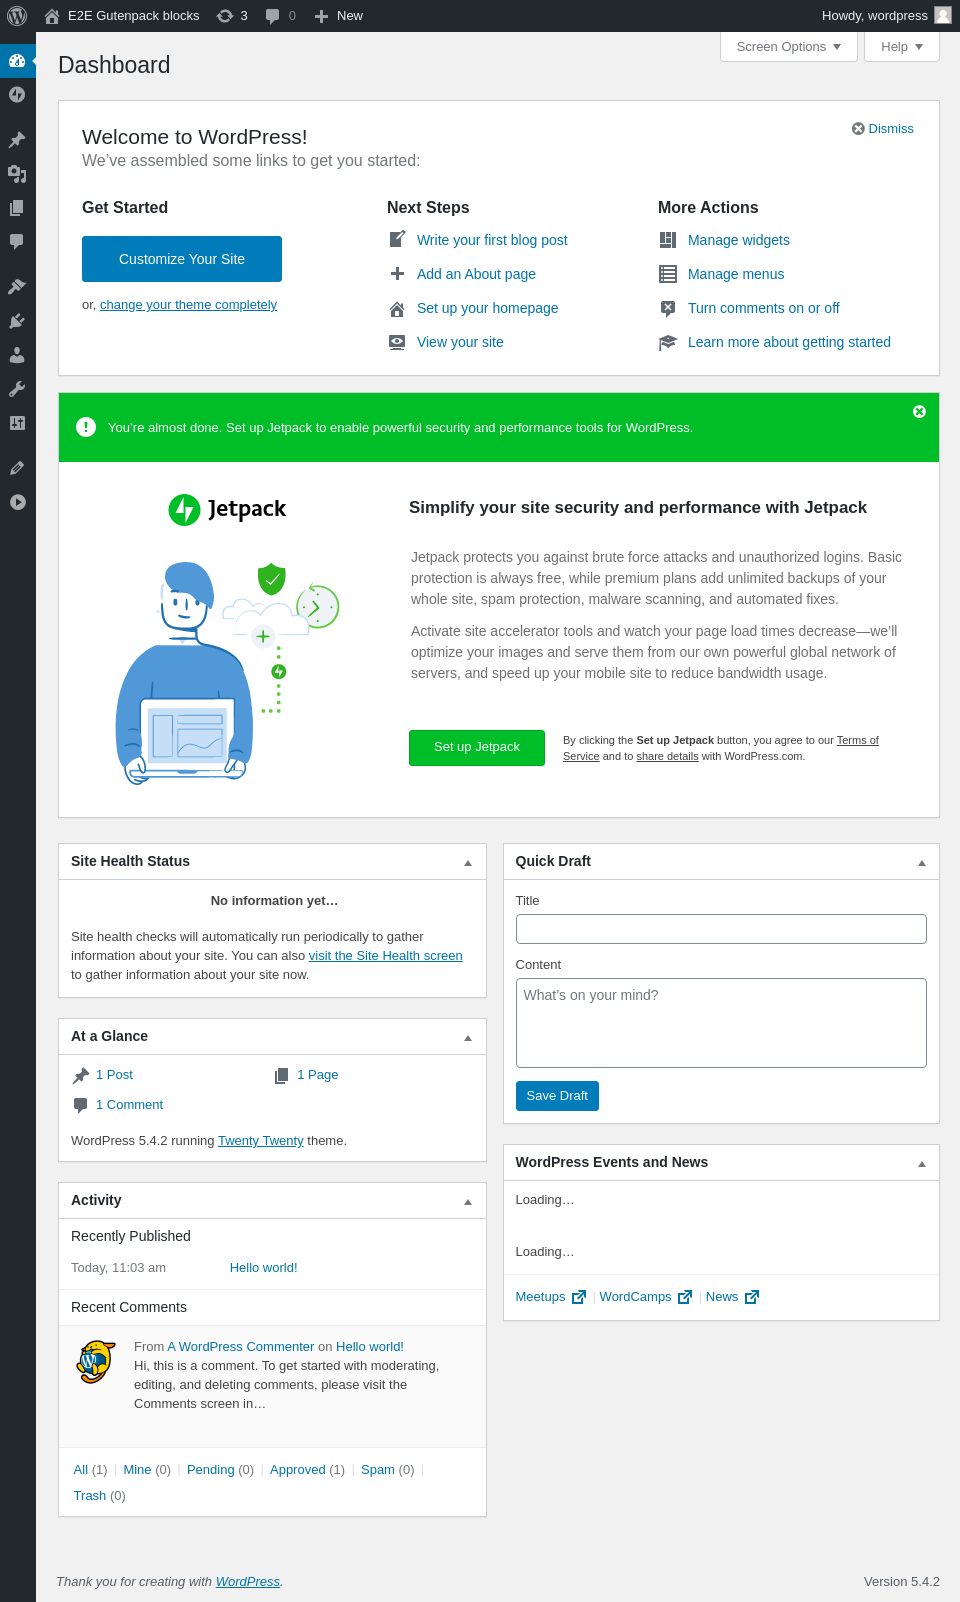 E2E Gutenpack blocks 3 0 New Howdy, wordpress
Screen Options Help
Dashboard
Welcome to WordPress!
Dismiss
We’ve assembled some links to get you started:
Get Started
Customize Your Site
or, change your theme completely
Next Steps
Write your first blog post
Add an About page
Set up your homepage
View your site
More Actions
Manage widgets
Manage menus
Turn comments on or off
Learn more about getting started
You’re almost done. Set up Jetpack to enable powerful security and performance tools for WordPress.
Jetpack
Simplify your site security and performance with Jetpack
Jetpack protects you against brute force attacks and unauthorized logins. Basic
protection is always free, while premium plans add unlimited backups of your
whole site, spam protection, malware scanning, and automated fixes.
Activate site accelerator tools and watch your page load times decrease—we’ll
optimize your images and serve them from our own powerful global network of
servers, and speed up your mobile site to reduce bandwidth usage.
Set up Jetpack
By clicking the Set up Jetpack button, you agree to our Terms of
Service and to share details with WordPress.com.
Site Health Status
No information yet…
Site health checks will automatically run periodically to gather
information about your site. You can also visit the Site Health screen
to gather information about your site now.
At a Glance
1 Post 1 Page
1 Comment
WordPress 5.4.2 running Twenty Twenty theme.
Activity
Recently Published
Today, 11:03 am Hello world!
Recent Comments
From A WordPress Commenter on Hello world!
Hi, this is a comment. To get started with moderating,
editing, and deleting comments, please visit the
Comments screen in…
All (1) | Mine (0) | Pending (0) | Approved (1) | Spam (0) |
Trash (0)
Quick Draft
Title
Content
What’s on your mind?
Save Draft
WordPress Events and News
Loading…
Loading…
Meetups | WordCamps | News
Thank you for creating with WordPress.
Version 5.4.2